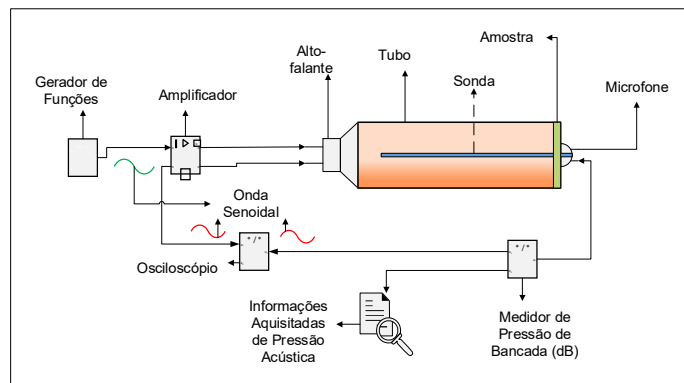 Amostra
Alto-
falante
Tubo
Sonda
Microfone
Gerador de
Funções
Amplificador
Onda
Senoidal
Osciloscópio
Informações
Aquisitadas
de Pressão
Acústica
Medidor de
Pressão de
Bancada (dB)